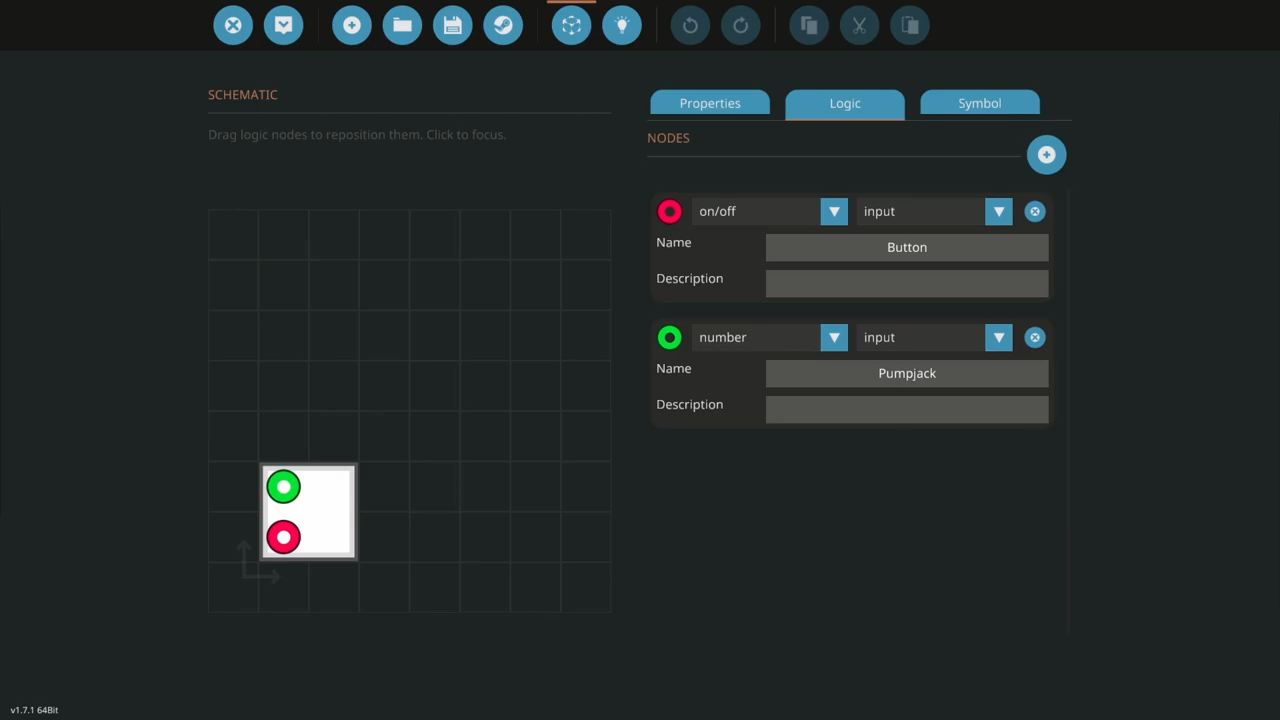 SCHEMATIC
Drag logic nodes to reposition them. Click to focus.
Properties
Logic
Symbol
NODES
on/off
input
Name
Button
Description
number
input
Name
Pumpjack
Description
v1.7.1 64Bit